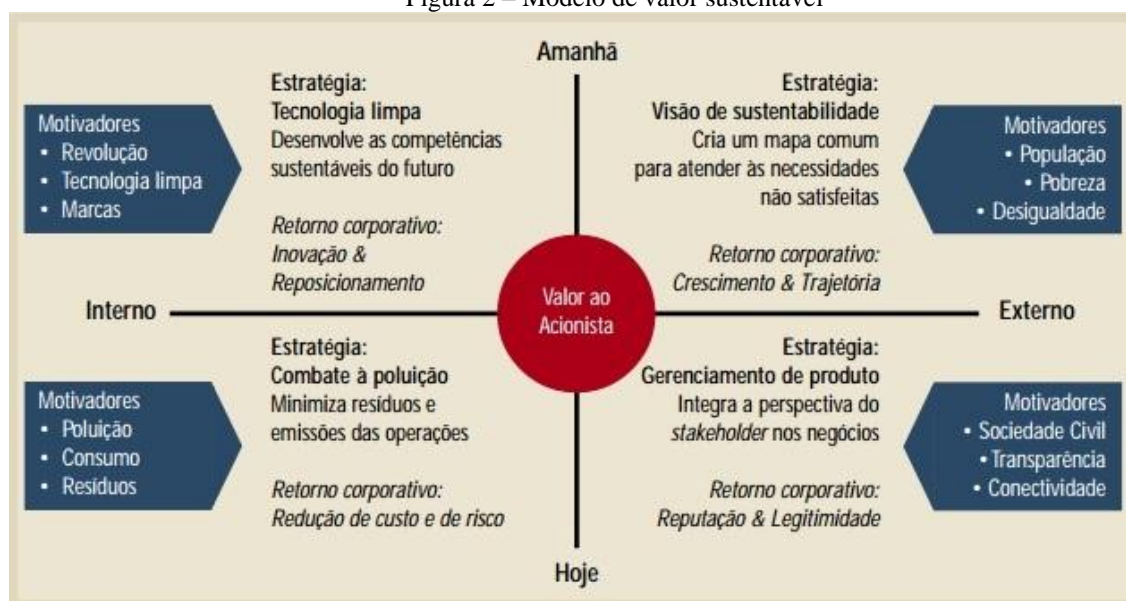 Figura 2 – Modelo de valor sustentável
Amanhã
Motivadores
• Revolução
• Tecnologia limpa
• Marcas
Estratégia:
Tecnologia limpa
Desenvolve as competências
sustentáveis do futuro
Retorno corporativo:
Inovação &
Reposicionamento
Estratégia:
Visão de sustentabilidade
Cria um mapa comum
para atender às necessidades
não satisfeitas
Retorno corporativo:
Crescimento & Trajetória
Motivadores
• População
• Pobreza
• Desigualdade
Interno
Valor ao
Acionista
Externo
Motivadores
• Poluição
• Consumo
• Resíduos
Estratégia:
Combate à poluição
Minimiza resíduos e
emissões das operações
Retorno corporativo:
Redução de custo e de risco
Estratégia:
Gerenciamento de produto
Integra a perspectiva do
stakeholder nos negócios
Retorno corporativo:
Reputação & Legitimidade
Motivadores
• Sociedade Civil
• Transparência
• Conectividade
Hoje